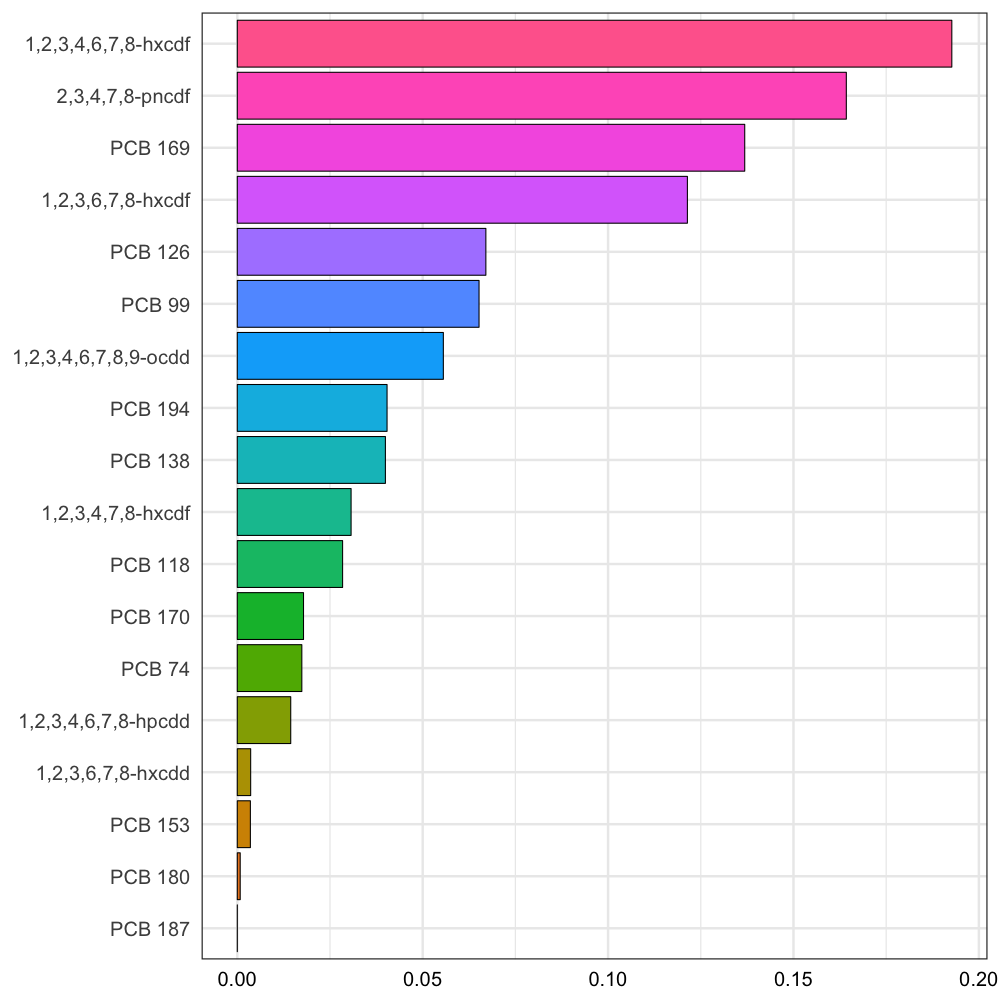 1,2,3,4,6,7,8-hxcdf
2,3,4,7,8-pncdf
PCB 169
1,2,3,6,7,8-hxcdf
PCB 126
PCB 99
1,2,3,4,6,7,8,9-ocdd
PCB 194
PCB 138
1,2,3,4,7,8-hxcdf
PCB 118
PCB 170
PCB 74
1,2,3,4,6,7,8-hpcdd
1,2,3,6,7,8-hxcdd
PCB 153
PCB 180
PCB 187
0.00 0.05 0.10 0.15 0.20